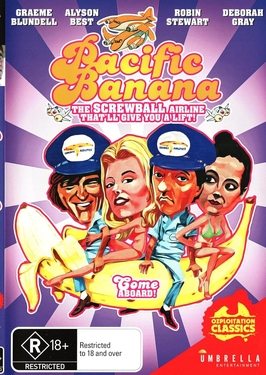 GRAEME BLUNDELL
ALYSON BEST
ROBIN STEWART
DEBORAH GRAY
Pacific Banana
THE SCREWBALL AIRLINE
THAT'LL GIVE YOU A LIFT!
Come
ABOARD!
R 18+
RESTRICTED
Restricted
to 18 and over
OZPLOITATION
CLASSICS
UMBRELLA
ENTERTAINMENT